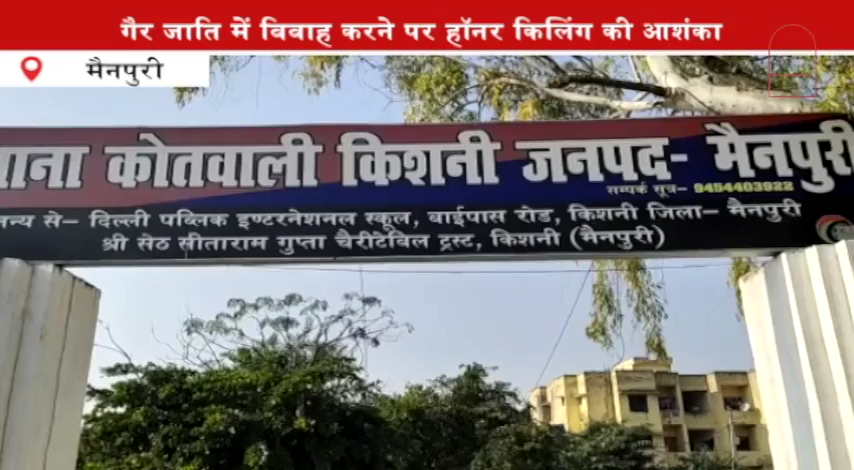 गैर जाति में विवाह करने पर हॉनर किलिंग की आशंका
मैनपुरी
कोतवाली किशनी जनपद- मैनपुरी
सम्पर्क सूत्र- 9454403922
से- दिल्ली पब्लिक इण्टरनेशनल स्कूल, बाईपास रोड, किशनी जिला- मैनपुरी
श्री सेठ सीताराम गुप्ता चैरीटेबिल ट्रस्ट, किशनी (मैनपुरी)